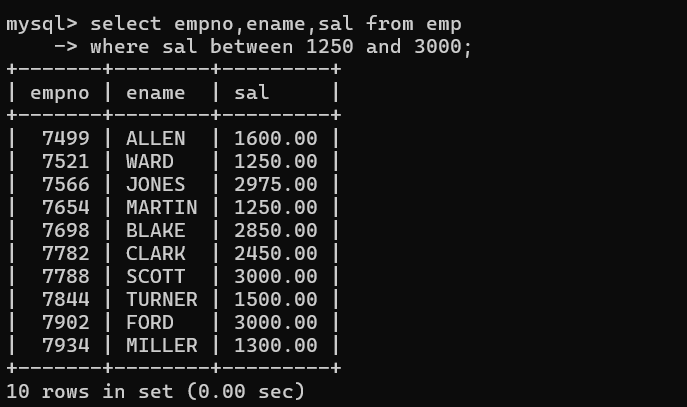 mysql> select empno,ename,sal from emp
    -> where sal between 1250 and 3000;
+-------+--------+---------+
| empno | ename  | sal     |
+-------+--------+---------+
|  7499 | ALLEN  | 1600.00 |
|  7521 | WARD   | 1250.00 |
|  7566 | JONES  | 2975.00 |
|  7654 | MARTIN | 1250.00 |
|  7698 | BLAKE  | 2850.00 |
|  7782 | CLARK  | 2450.00 |
|  7788 | SCOTT  | 3000.00 |
|  7844 | TURNER | 1500.00 |
|  7902 | FORD   | 3000.00 |
|  7934 | MILLER | 1300.00 |
+-------+--------+---------+
10 rows in set (0.00 sec)